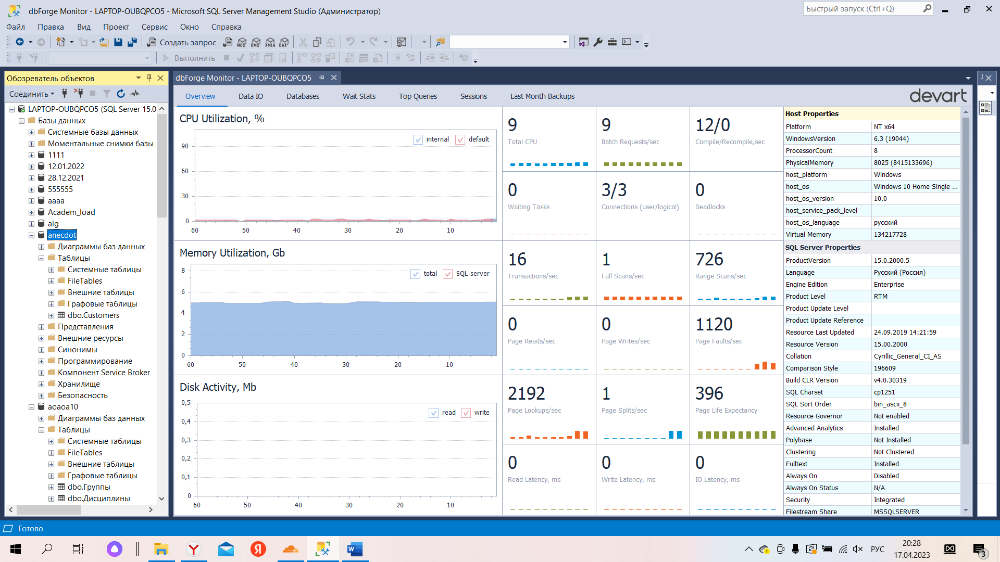 dbForge Monitor - LAPTOP-OUBQPCO5 - Microsoft SQL Server Management Studio (Администратор)
Быстрый запуск (Ctrl+Q)
Файл Правка Вид Проект Сервис Окно Справка
Создать запрос MDX DMX XMLA DAX
Выполнить
Обозреватель объектов
Соединить
LAPTOP-OUBQPCO5 (SQL Server 15.0
Базы данных
Системные базы данных
Моментальные снимки базы
1111
12.01.2022
28.12.2021
555555
aaaa
Academ_load
alg
anecdot
Диаграммы баз данных
Таблицы
Системные таблицы
FileTables
Внешние таблицы
Графовые таблицы
dbo.Customers
Представления
Внешние ресурсы
Синонимы
Программирование
Компонент Service Broker
Хранилище
Безопасность
aoaoa10
Диаграммы баз данных
Таблицы
Системные таблицы
FileTables
Внешние таблицы
Графовые таблицы
dbo.Группы
dbo.Дисциплины
dbForge Monitor - LAPTOP-OUBQPCO5
Overview Data IO Databases Wait Stats Top Queries Sessions Last Month Backups
devart
CPU Utilization, %
internal default
90
60
30
0
60 50 40 30 20 10
Memory Utilization, Gb
total SQL server
8
6
4
2
0
60 50 40 30 20 10
Disk Activity, Mb
read write
0,5
0,4
0,3
0,2
0,1
0
60 50 40 30 20 10
9 9 12/0
Total CPU Batch Requests/sec Compile/Recompile,sec
0 3/3 0
Waiting Tasks Connections (user/logical) Deadlocks
16 1 726
Transactions/sec Full Scans/sec Range Scans/sec
0 0 1120
Page Reads/sec Page Writes/sec Page Faults/sec
2192 1 396
Page Lookups/sec Page Splits/sec Page Life Expectancy
0 0 0
Read Latency, ms Write Latency, ms IO Latency, ms
Host Properties
Platform NT x64
WindowsVersion 6.3 (19044)
ProcessorCount 8
PhysicalMemory 8025 (8415133696)
host_platform Windows
host_os Windows 10 Home Single ...
host_os_version 10.0
host_service_pack_level
host_os_language русский
Virtual Memory 134217728
SQL Server Properties
ProductVersion 15.0.2000.5
Language Русский (Россия)
Engine Edition Enterprise
Product Level RTM
Product Update Level
Product Update Reference
Resource Last Updated 24.09.2019 14:21:59
Resource Version 15.00.2000
Collation Cyrillic_General_CI_AS
Comparison Style 196609
Build CLR Version v4.0.30319
SQL Charset cp1251
SQL Sort Order bin_ascii_8
Resource Governor Not enabled
Advanced Analytics Installed
Polybase Not Installed
Clustering Not Clustered
Fulltext Installed
Always On Disabled
Always On Status N/A
Security Integrated
Filestream Share MSSQLSERVER
Готово
РУС
20:28
17.04.2023
3